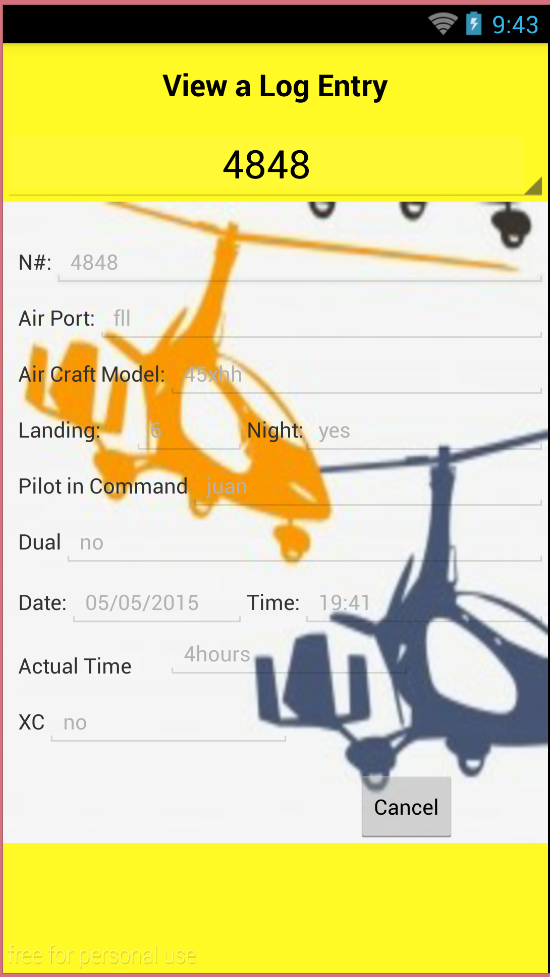 9:43
View a Log Entry
4848
N#: 4848
Air Port: fll
Air Craft Model: 45xhh
Landing: 6 Night: yes
Pilot in Command juan
Dual no
Date: 05/05/2015 Time: 19:41
Actual Time 4hours
XC no
Cancel
free for personal use